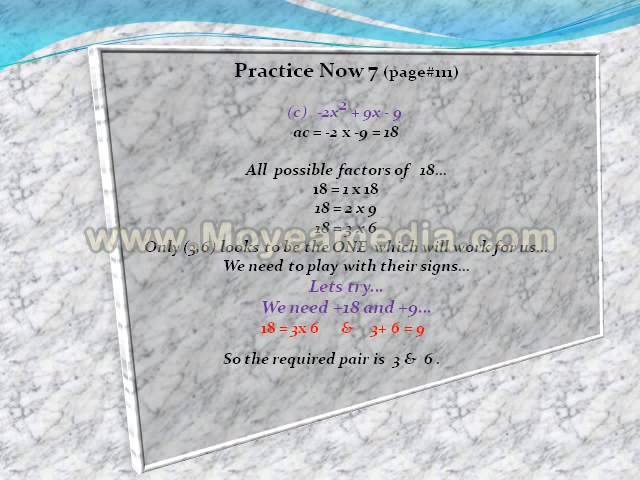 Practice Now 7 (page#111)
(c) -2x² + 9x - 9
ac = -2 x -9 = 18
All possible factors of 18...
18 = 1 x 18
18 = 2 x 9
18 = 3 x 6
www.Moyeamedia.com
Only (3,6) looks to be the ONE which will work for us...
We need to play with their signs...
Lets try...
We need +18 and +9...
18 = 3x 6 & 3+ 6 = 9
So the required pair is 3 & 6 .